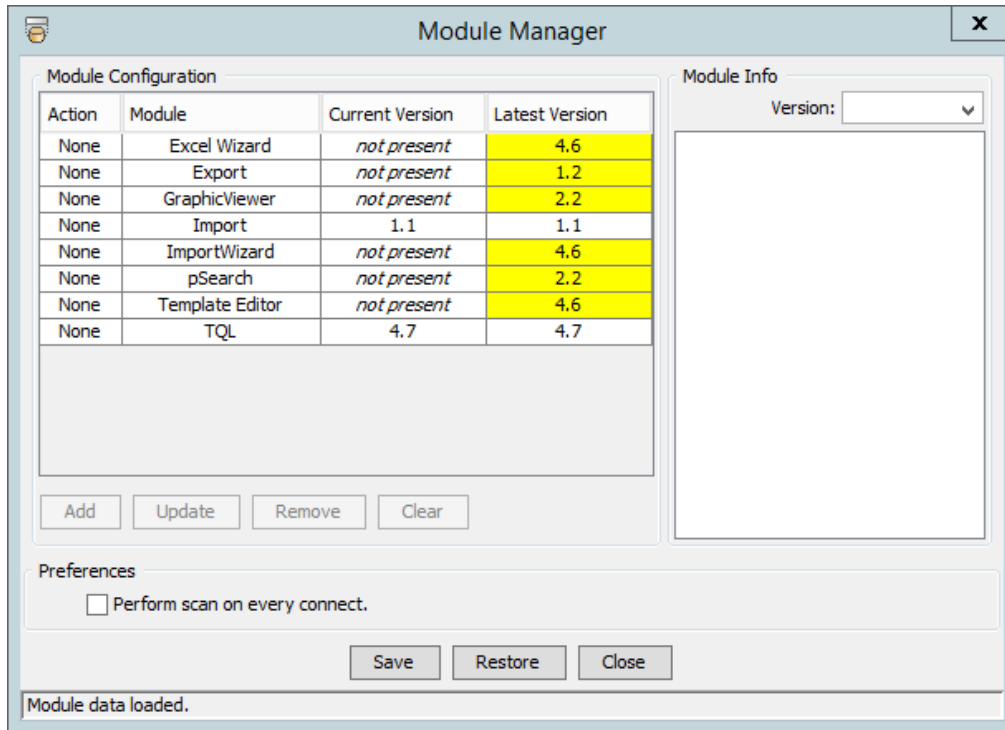 Module Manager
x
Module Configuration
Action Module Current Version Latest Version
None Excel Wizard not present 4.6
None Export not present 1.2
None GraphicViewer not present 2.2
None Import 1.1 1.1
None ImportWizard not present 4.6
None pSearch not present 2.2
None Template Editor not present 4.6
None TQL 4.7 4.7
Add Update Remove Clear
Module Info
Version:
Preferences
Perform scan on every connect.
Save Restore Close
Module data loaded.